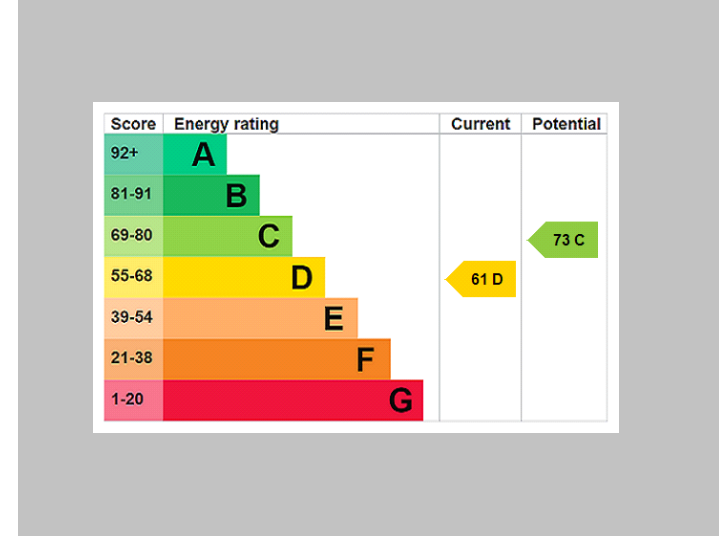 Score Energy rating Current Potential
92+ A
81-91 B
69-80 C 73 C
55-68 D 61 D
39-54 E
21-38 F
1-20 G